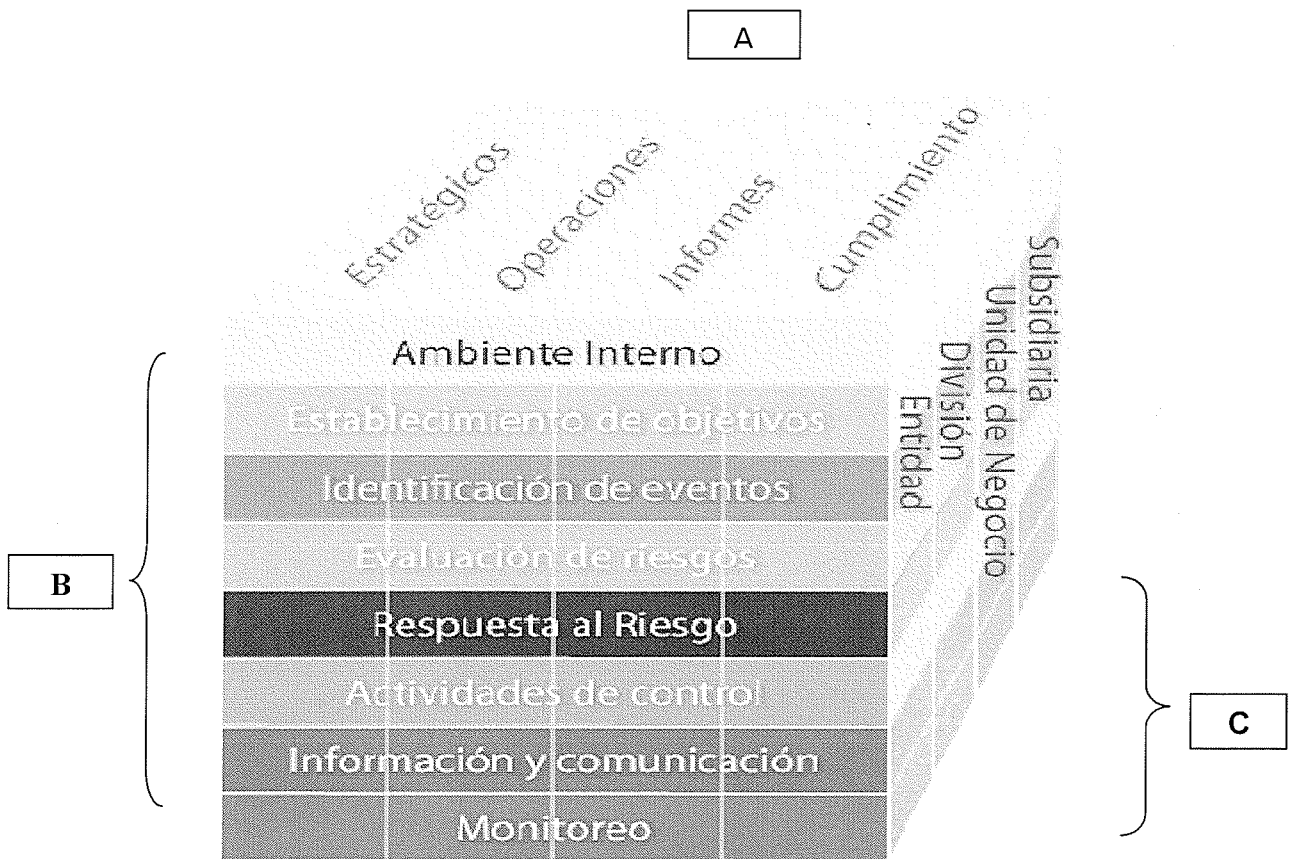 A
Estratégicos
Operaciones
Informes
Cumplimiento
Ambiente Interno
Establecimiento de objetivos
Identificación de eventos
Evaluación de riesgos
Respuesta al Riesgo
Actividades de control
Información y comunicación
Monitoreo
Entidad
División
Unidad de Negocio
Subsidiaria
B
C